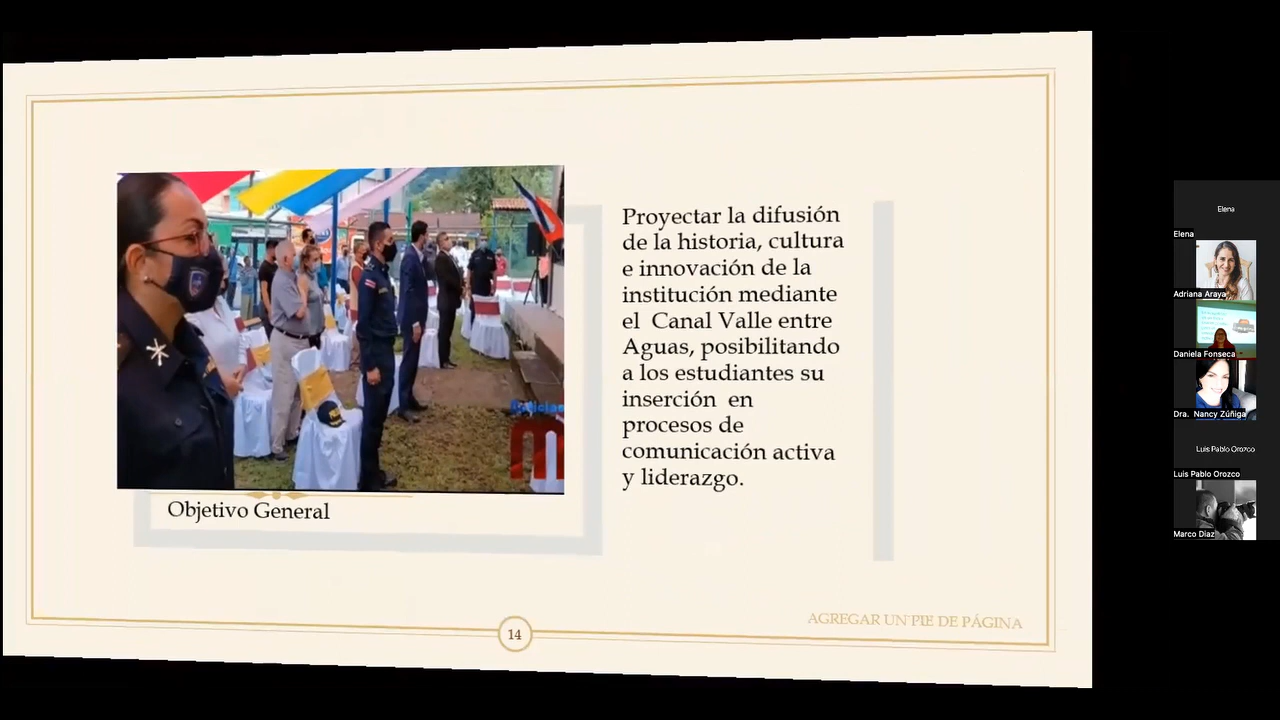 Proyectar la difusión
de la historia, cultura
e innovación de la
institución mediante
el Canal Valle entre
Aguas, posibilitando
a los estudiantes su
inserción en
procesos de
comunicación activa
y liderazgo.
Noticias
Objetivo General
AGREGAR UN PIE DE PÁGINA
14
Elena
Elena
Adriana Araya
Daniela Fonseca
Dra. Nancy Zúñiga
Luis Pablo Orozco
Luis Pablo Orozco
Marco Diaz